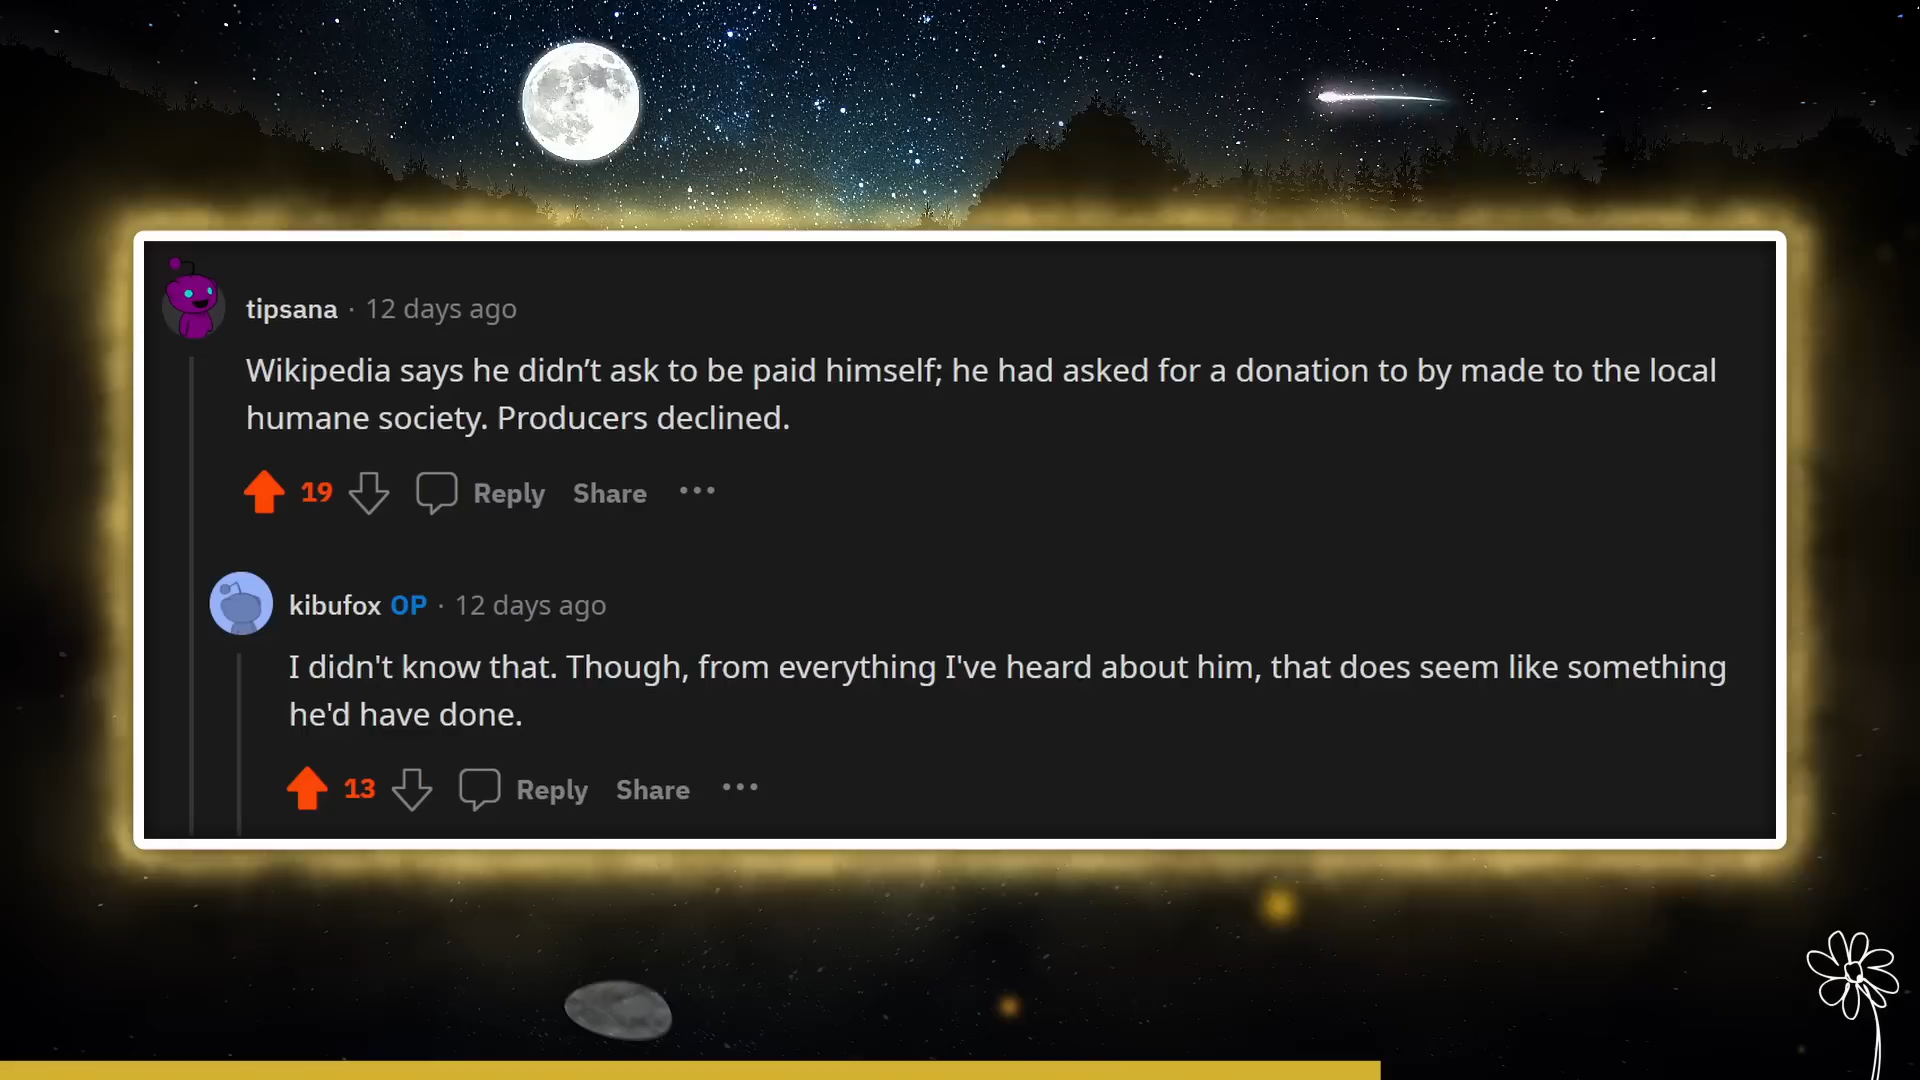 tipsana · 12 days ago
Wikipedia says he didn’t ask to be paid himself; he had asked for a donation to by made to the local
humane society. Producers declined.
19 Reply Share ···
kibufox OP · 12 days ago
I didn't know that. Though, from everything I've heard about him, that does seem like something
he'd have done.
13 Reply Share ···